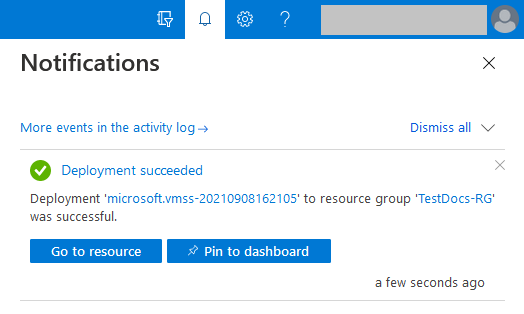 Notifications
More events in the activity log →
Dismiss all
Deployment succeeded
Deployment 'microsoft.vmss-20210908162105' to resource group 'TestDocs-RG'
was successful.
Go to resource
Pin to dashboard
a few seconds ago